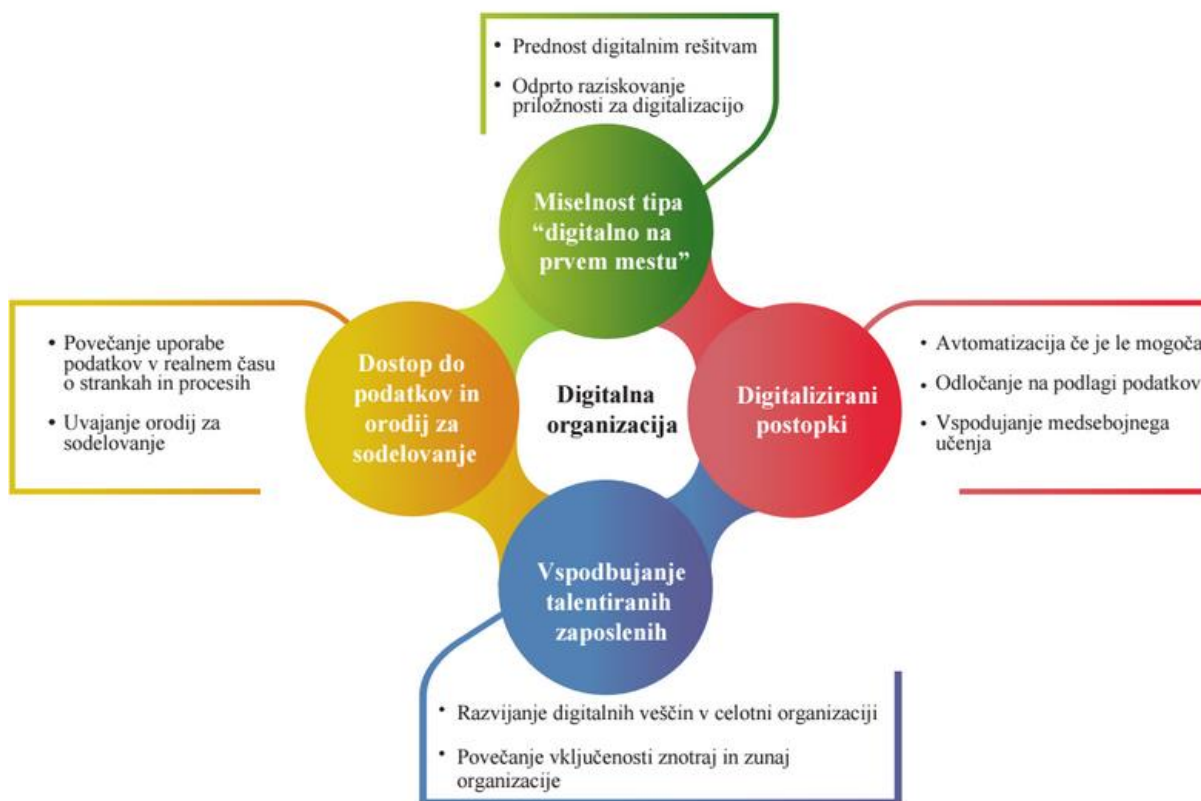 • Prednost digitalnim rešitvam
• Odprto raziskovanje
priložnosti za digitalizacijo
Miselnost tipa
“digitalno na
prvem mestu”
• Povečanje uporabe
podatkov v realnem času
o strankah in procesih
• Uvajanje orodij za
sodelovanje
Dostop do
podatkov in
orodij za
sodelovanje
Digitalna
organizacija
Digitalizirani
postopki
• Avtomatizacija če je le mogoča
• Odločanje na podlagi podatkov
• Vspodujanje medsebojnega
učenja
Vspodbujanje
talentiranih
zaposlenih
• Razvijanje digitalnih veščin v celotni organizaciji
• Povečanje vključenosti znotraj in zunaj
organizacije